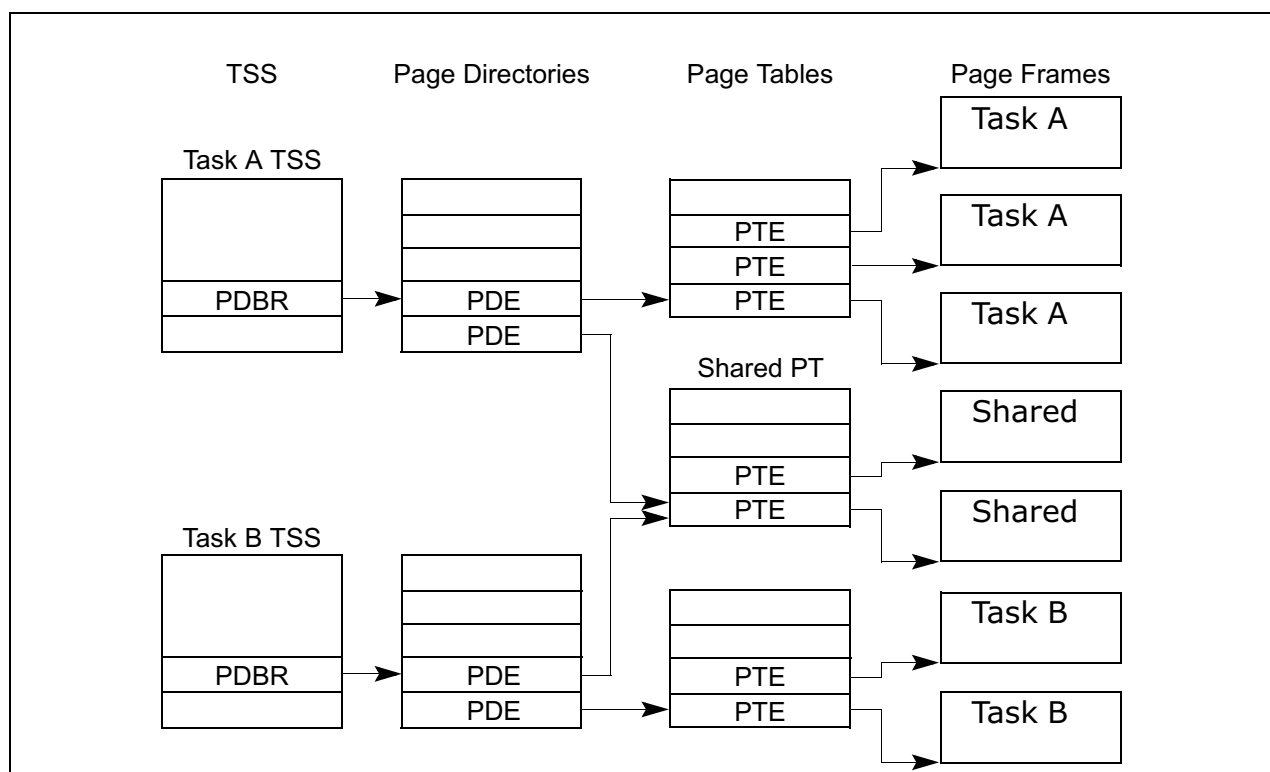 TSS
Page Directories
Page Tables
Page Frames
Task A TSS
PDBR
PDE
PDE
PTE
PTE
PTE
Task A
Task A
Task A
Shared PT
PTE
PTE
Shared
Shared
Task B TSS
PDBR
PDE
PDE
PTE
PTE
Task B
Task B